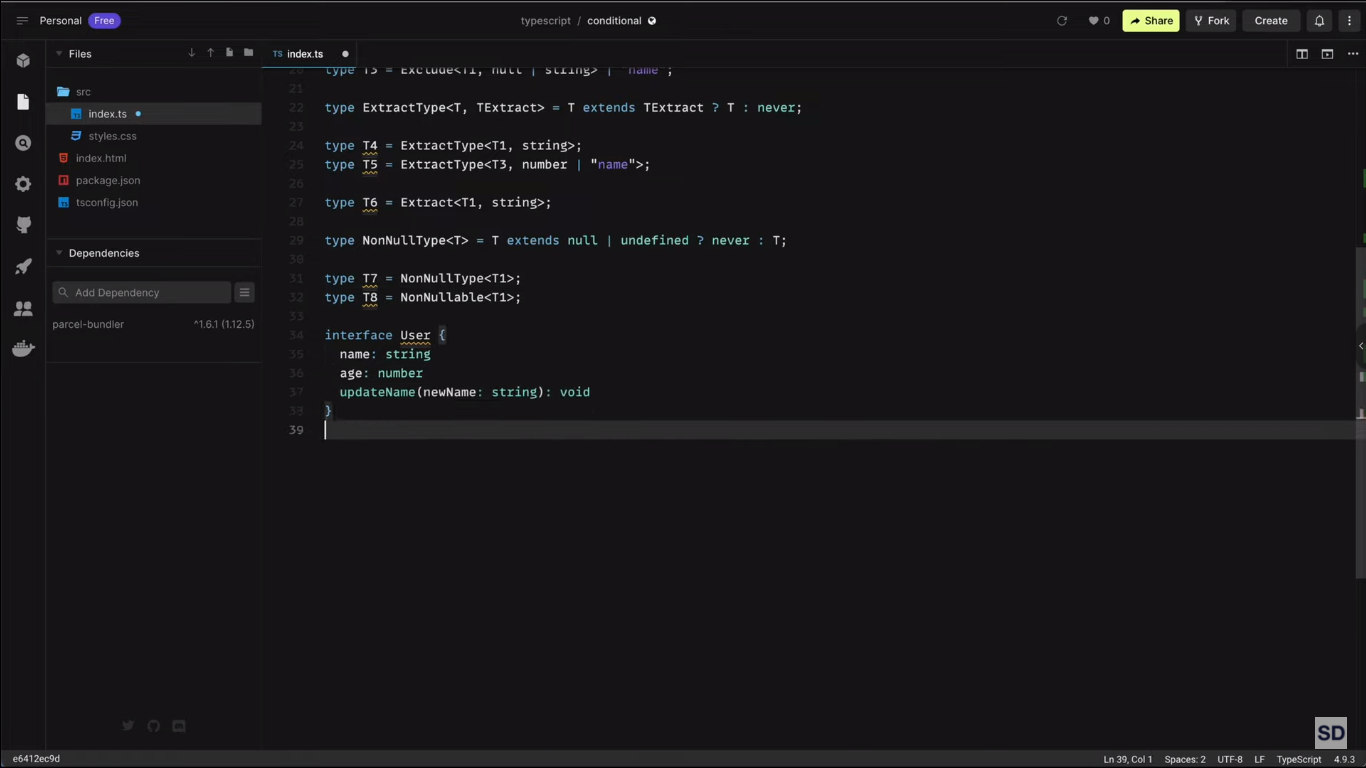 Personal Free
typescript / conditional
0
Share
Fork
Create
Files
TS index.ts
src
index.ts
styles.css
index.html
package.json
tsconfig.json
Dependencies
Add Dependency
parcel-bundler ^1.6.1 (1.12.5)
20 type T3 = Exclude<T1, null | string> | "name";
21
22 type ExtractType<T, TExtract> = T extends TExtract ? T : never;
23
24 type T4 = ExtractType<T1, string>;
25 type T5 = ExtractType<T3, number | "name">;
26
27 type T6 = Extract<T1, string>;
28
29 type NonNullType<T> = T extends null | undefined ? never : T;
30
31 type T7 = NonNullType<T1>;
32 type T8 = NonNullable<T1>;
33
34 interface User {
35 name: string
36 age: number
37 updateName(newName: string): void
38 }
39
SD
e6412ec9d
Ln 39, Col 1 Spaces: 2 UTF-8 LF TypeScript 4.9.3